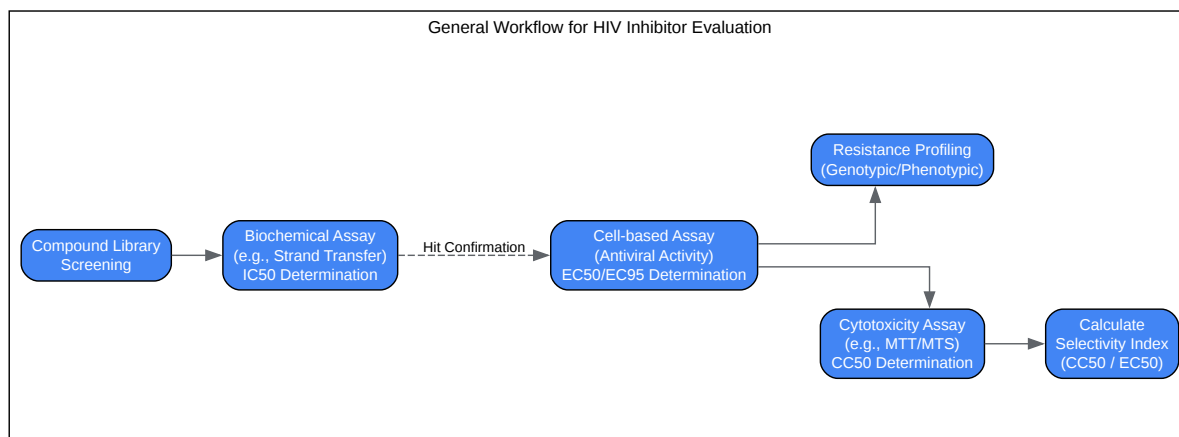 General Workflow for HIV Inhibitor Evaluation
Compound Library
Screening
Biochemical Assay
(e.g., Strand Transfer)
IC50 Determination
Hit Confirmation
Cell-based Assay
(Antiviral Activity)
EC50/EC95 Determination
Resistance Profiling
(Genotypic/Phenotypic)
Cytotoxicity Assay
(e.g., MTT/MTS)
CC50 Determination
Calculate
Selectivity Index
(CC50 / EC50)